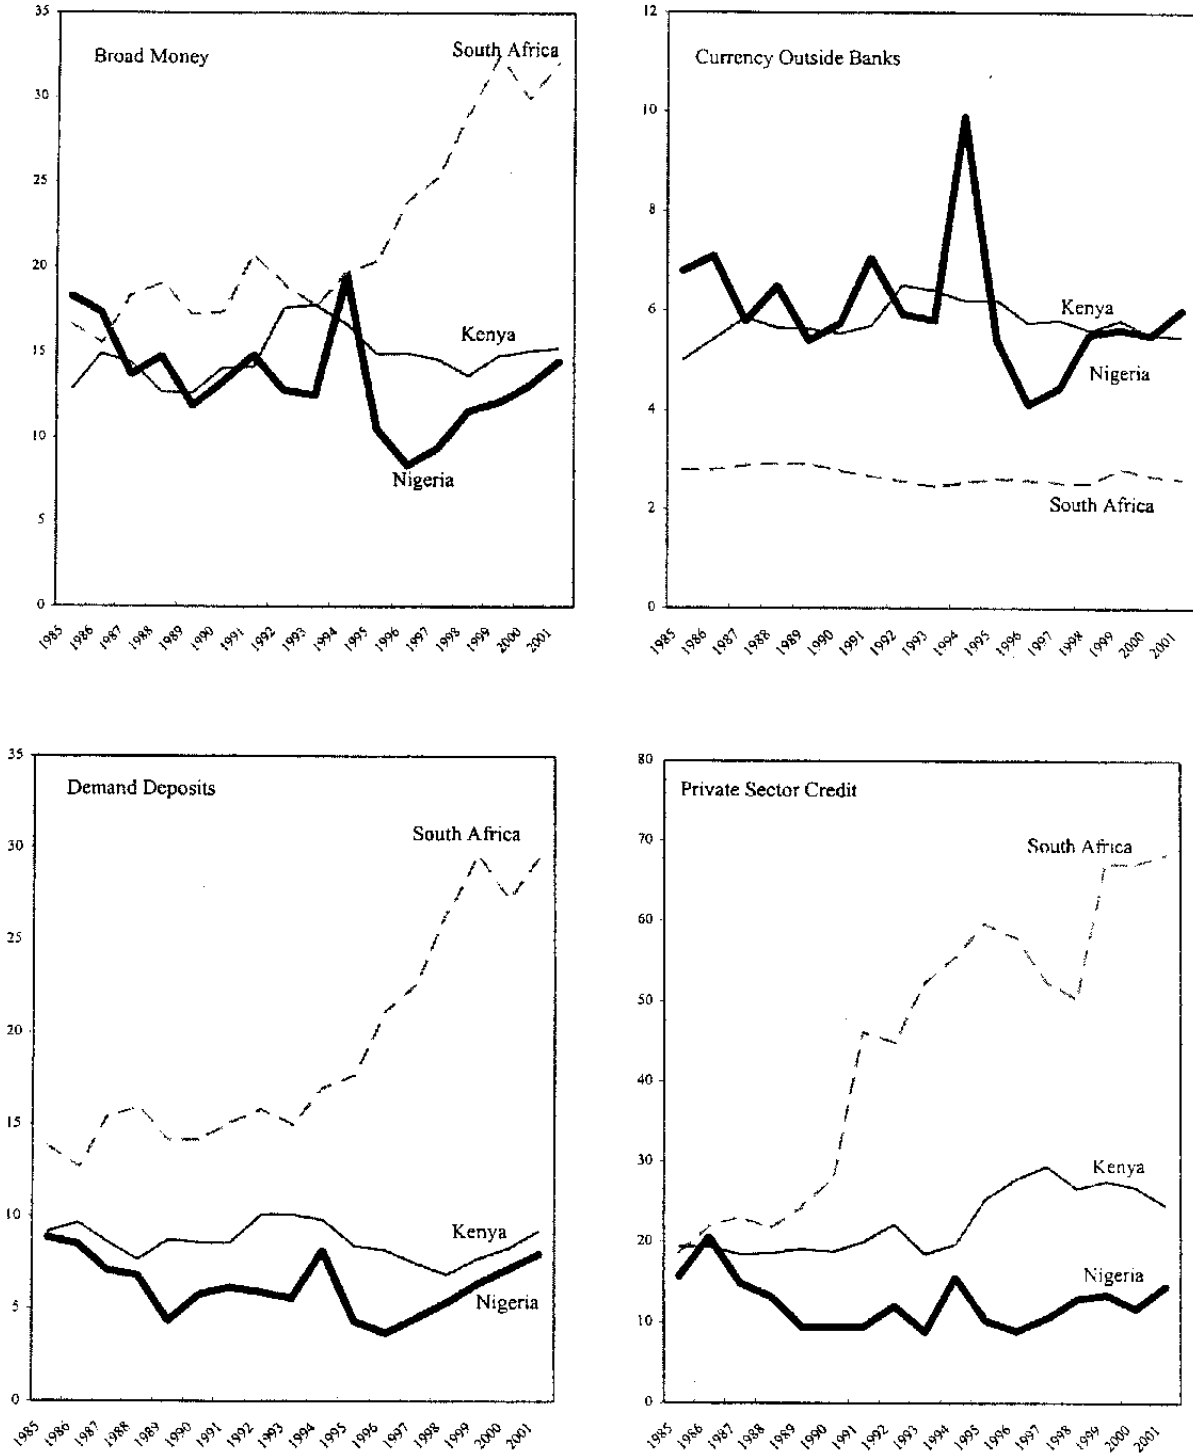 Broad Money
South Africa
Kenya
Nigeria
35
30
25
20
15
10
5
0
1985 1986 1987 1988 1989 1990 1991 1992 1993 1994 1995 1996 1997 1998 1999 2000 2001
Currency Outside Banks
Kenya
Nigeria
South Africa
12
10
8
6
4
2
0
1985 1986 1987 1988 1989 1990 1991 1992 1993 1994 1995 1996 1997 1998 1999 2000 2001
Demand Deposits
South Africa
Kenya
Nigeria
35
30
25
20
15
10
5
0
1985 1986 1987 1988 1989 1990 1991 1992 1993 1994 1995 1996 1997 1998 1999 2000 2001
Private Sector Credit
South Africa
Kenya
Nigeria
80
70
60
50
40
30
20
10
0
1985 1986 1987 1988 1989 1990 1991 1992 1993 1994 1995 1996 1997 1998 1999 2000 2001